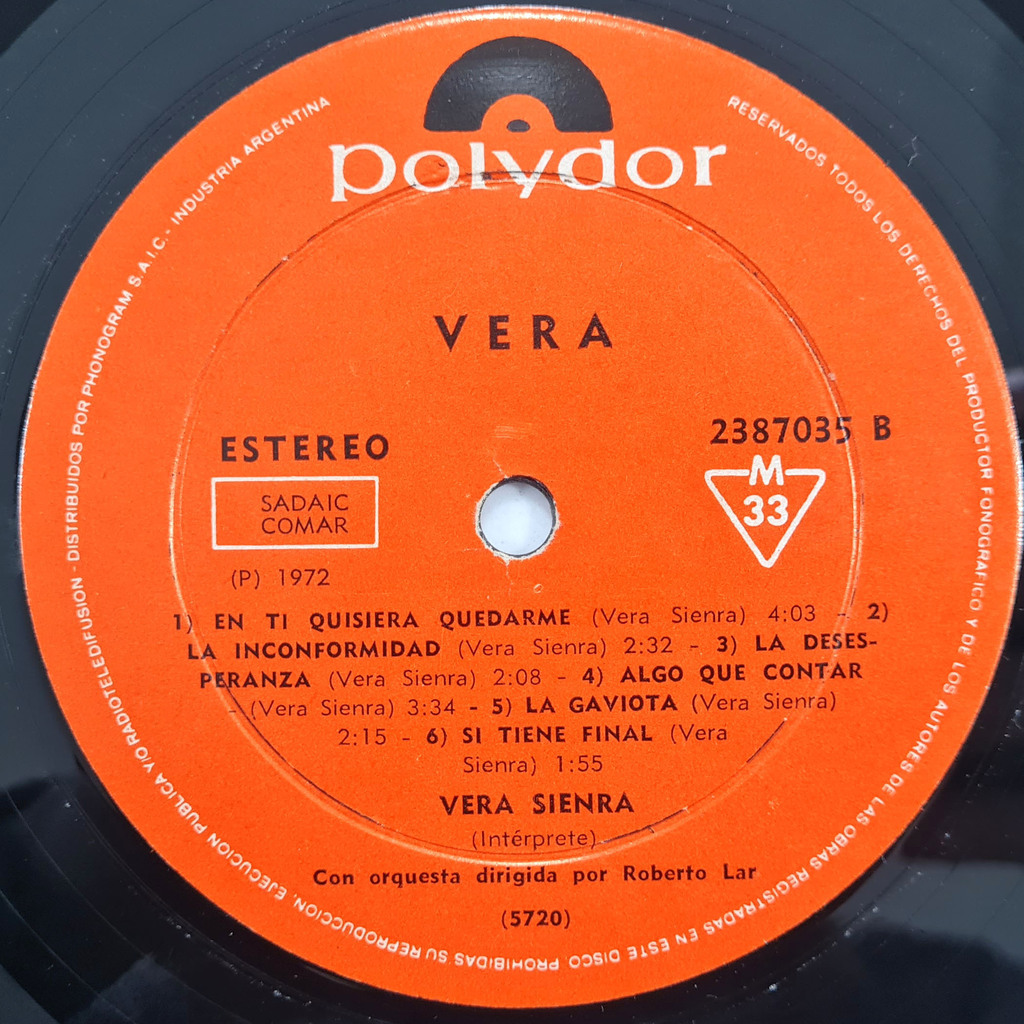 polydor
VERA
ESTEREO
2387035 B
SADAIC
COMAR
M
33
(P) 1972
1) EN TI QUISIERA QUEDARME (Vera Sienra) 4:03 - 2)
LA INCONFORMIDAD (Vera Sienra) 2:32 - 3) LA DESES-
PERANZA (Vera Sienra) 2:08 - 4) ALGO QUE CONTAR
- (Vera Sienra) 3:34 - 5) LA GAVIOTA (Vera Sienra)
2:15 - 6) SI TIENE FINAL (Vera
Sienra) 1:55
VERA SIENRA
(Intérprete)
Con orquesta dirigida por Roberto Lar
(5720)
RESERVADOS TODOS LOS DERECHOS DEL PRODUCTOR FONOGRAFICO Y DE LOS AUTORES DE LAS OBRAS REGISTRADAS EN ESTE DISCO. PROHIBIDAS SU REPRODUCCION, EJECUCION PUBLICA Y/O RADIOTELEDIFUSION - DISTRIBUIDOS POR PHONOGRAM S.A.I.C.- INDUSTRIA ARGENTINA